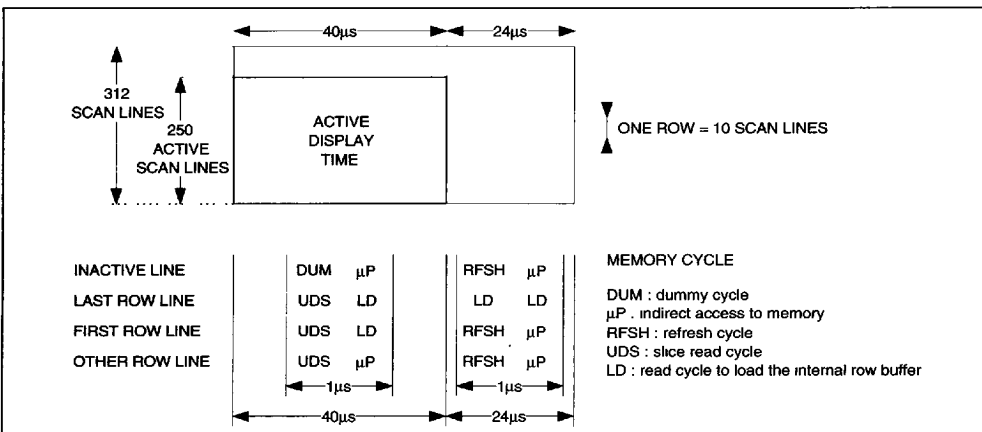 40µs 24µs
312
SCAN LINES
250
ACTIVE
SCAN LINES
ACTIVE
DISPLAY
TIME
ONE ROW = 10 SCAN LINES
INACTIVE LINE DUM µP RFSH µP
LAST ROW LINE UDS LD LD LD
FIRST ROW LINE UDS LD RFSH µP
OTHER ROW LINE UDS µP RFSH µP
1µs 1µs
40µs 24µs
MEMORY CYCLE
DUM : dummy cycle
µP . indirect access to memory
RFSH : refresh cycle
UDS : slice read cycle
LD : read cycle to load the internal row buffer